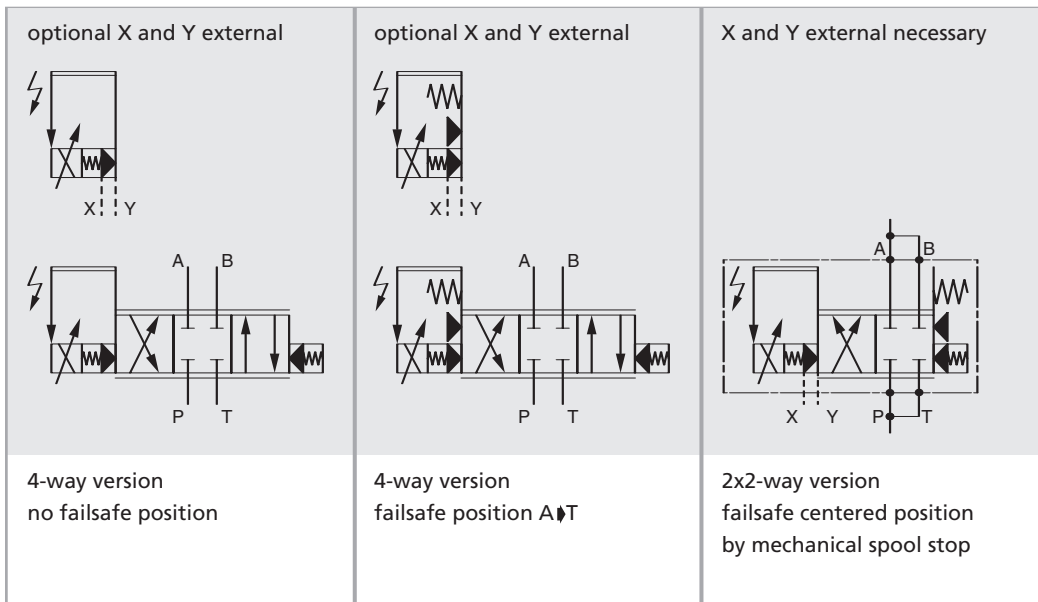 optional X and Y external
X Y
A B
P T
4-way version
no failsafe position
optional X and Y external
X Y
A B
P T
4-way version
failsafe position A▶T
X and Y external necessary
A B
X Y P T
2x2-way version
failsafe centered position
by mechanical spool stop